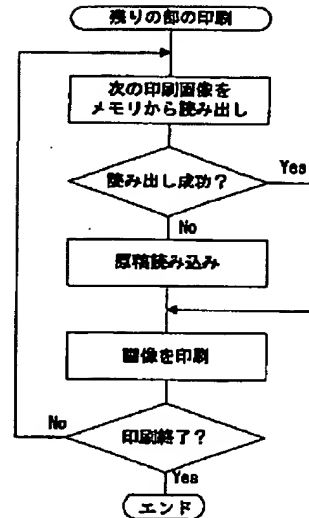 残りの部の印刷
次の印刷画像を
メモリから読み出し
読み出し成功?
Yes
No
原稿読み込み
画像を印刷
No
印刷終了?
Yes
エンド